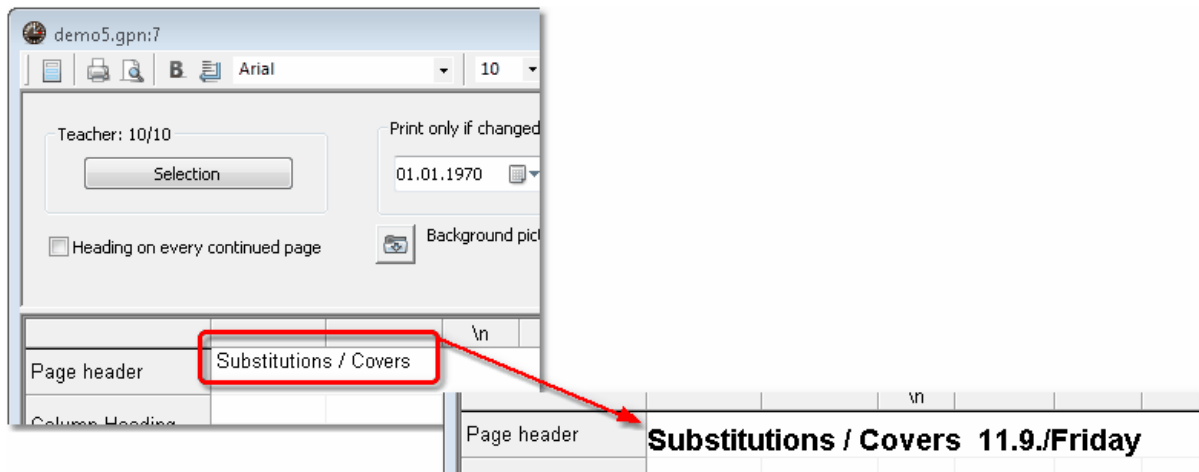 demo5.gpn:7
B Arial 10
Teacher: 10/10
Print only if changed
Selection
01.01.1970
Heading on every continued page
Background pict
\n
Page header
Substitutions / Covers
Column Heading
\n
Page header
Substitutions / Covers 11.9./Friday